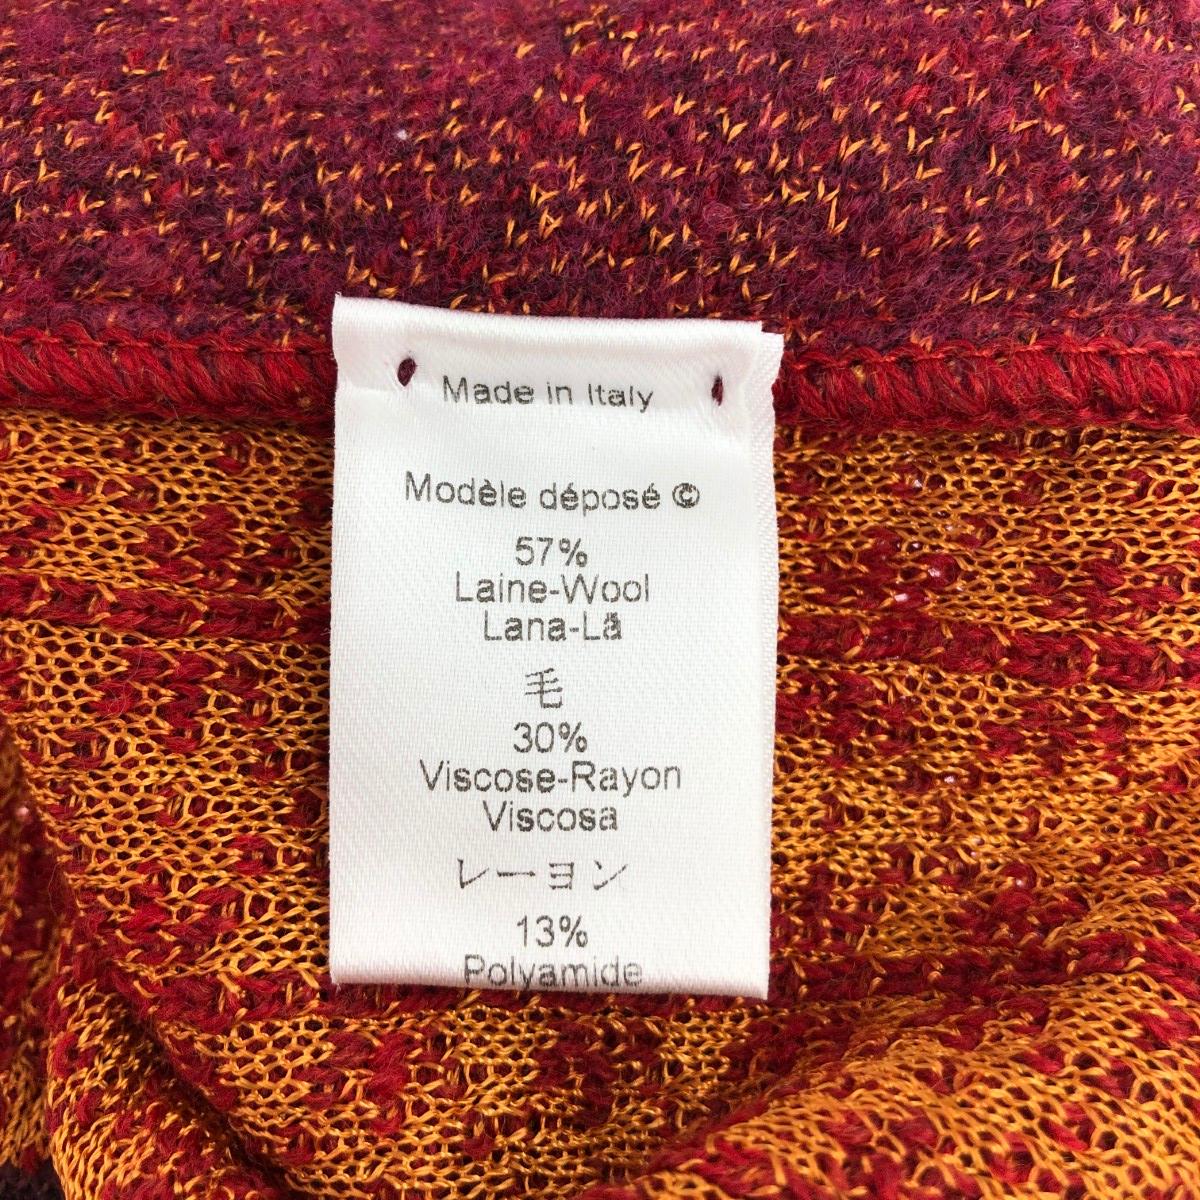 Made in Italy
Modèle déposé ©
57%
Laine-Wool
Lana-Lã
毛
30%
Viscose-Rayon
Viscosa
レーヨン
13%
Polyamide